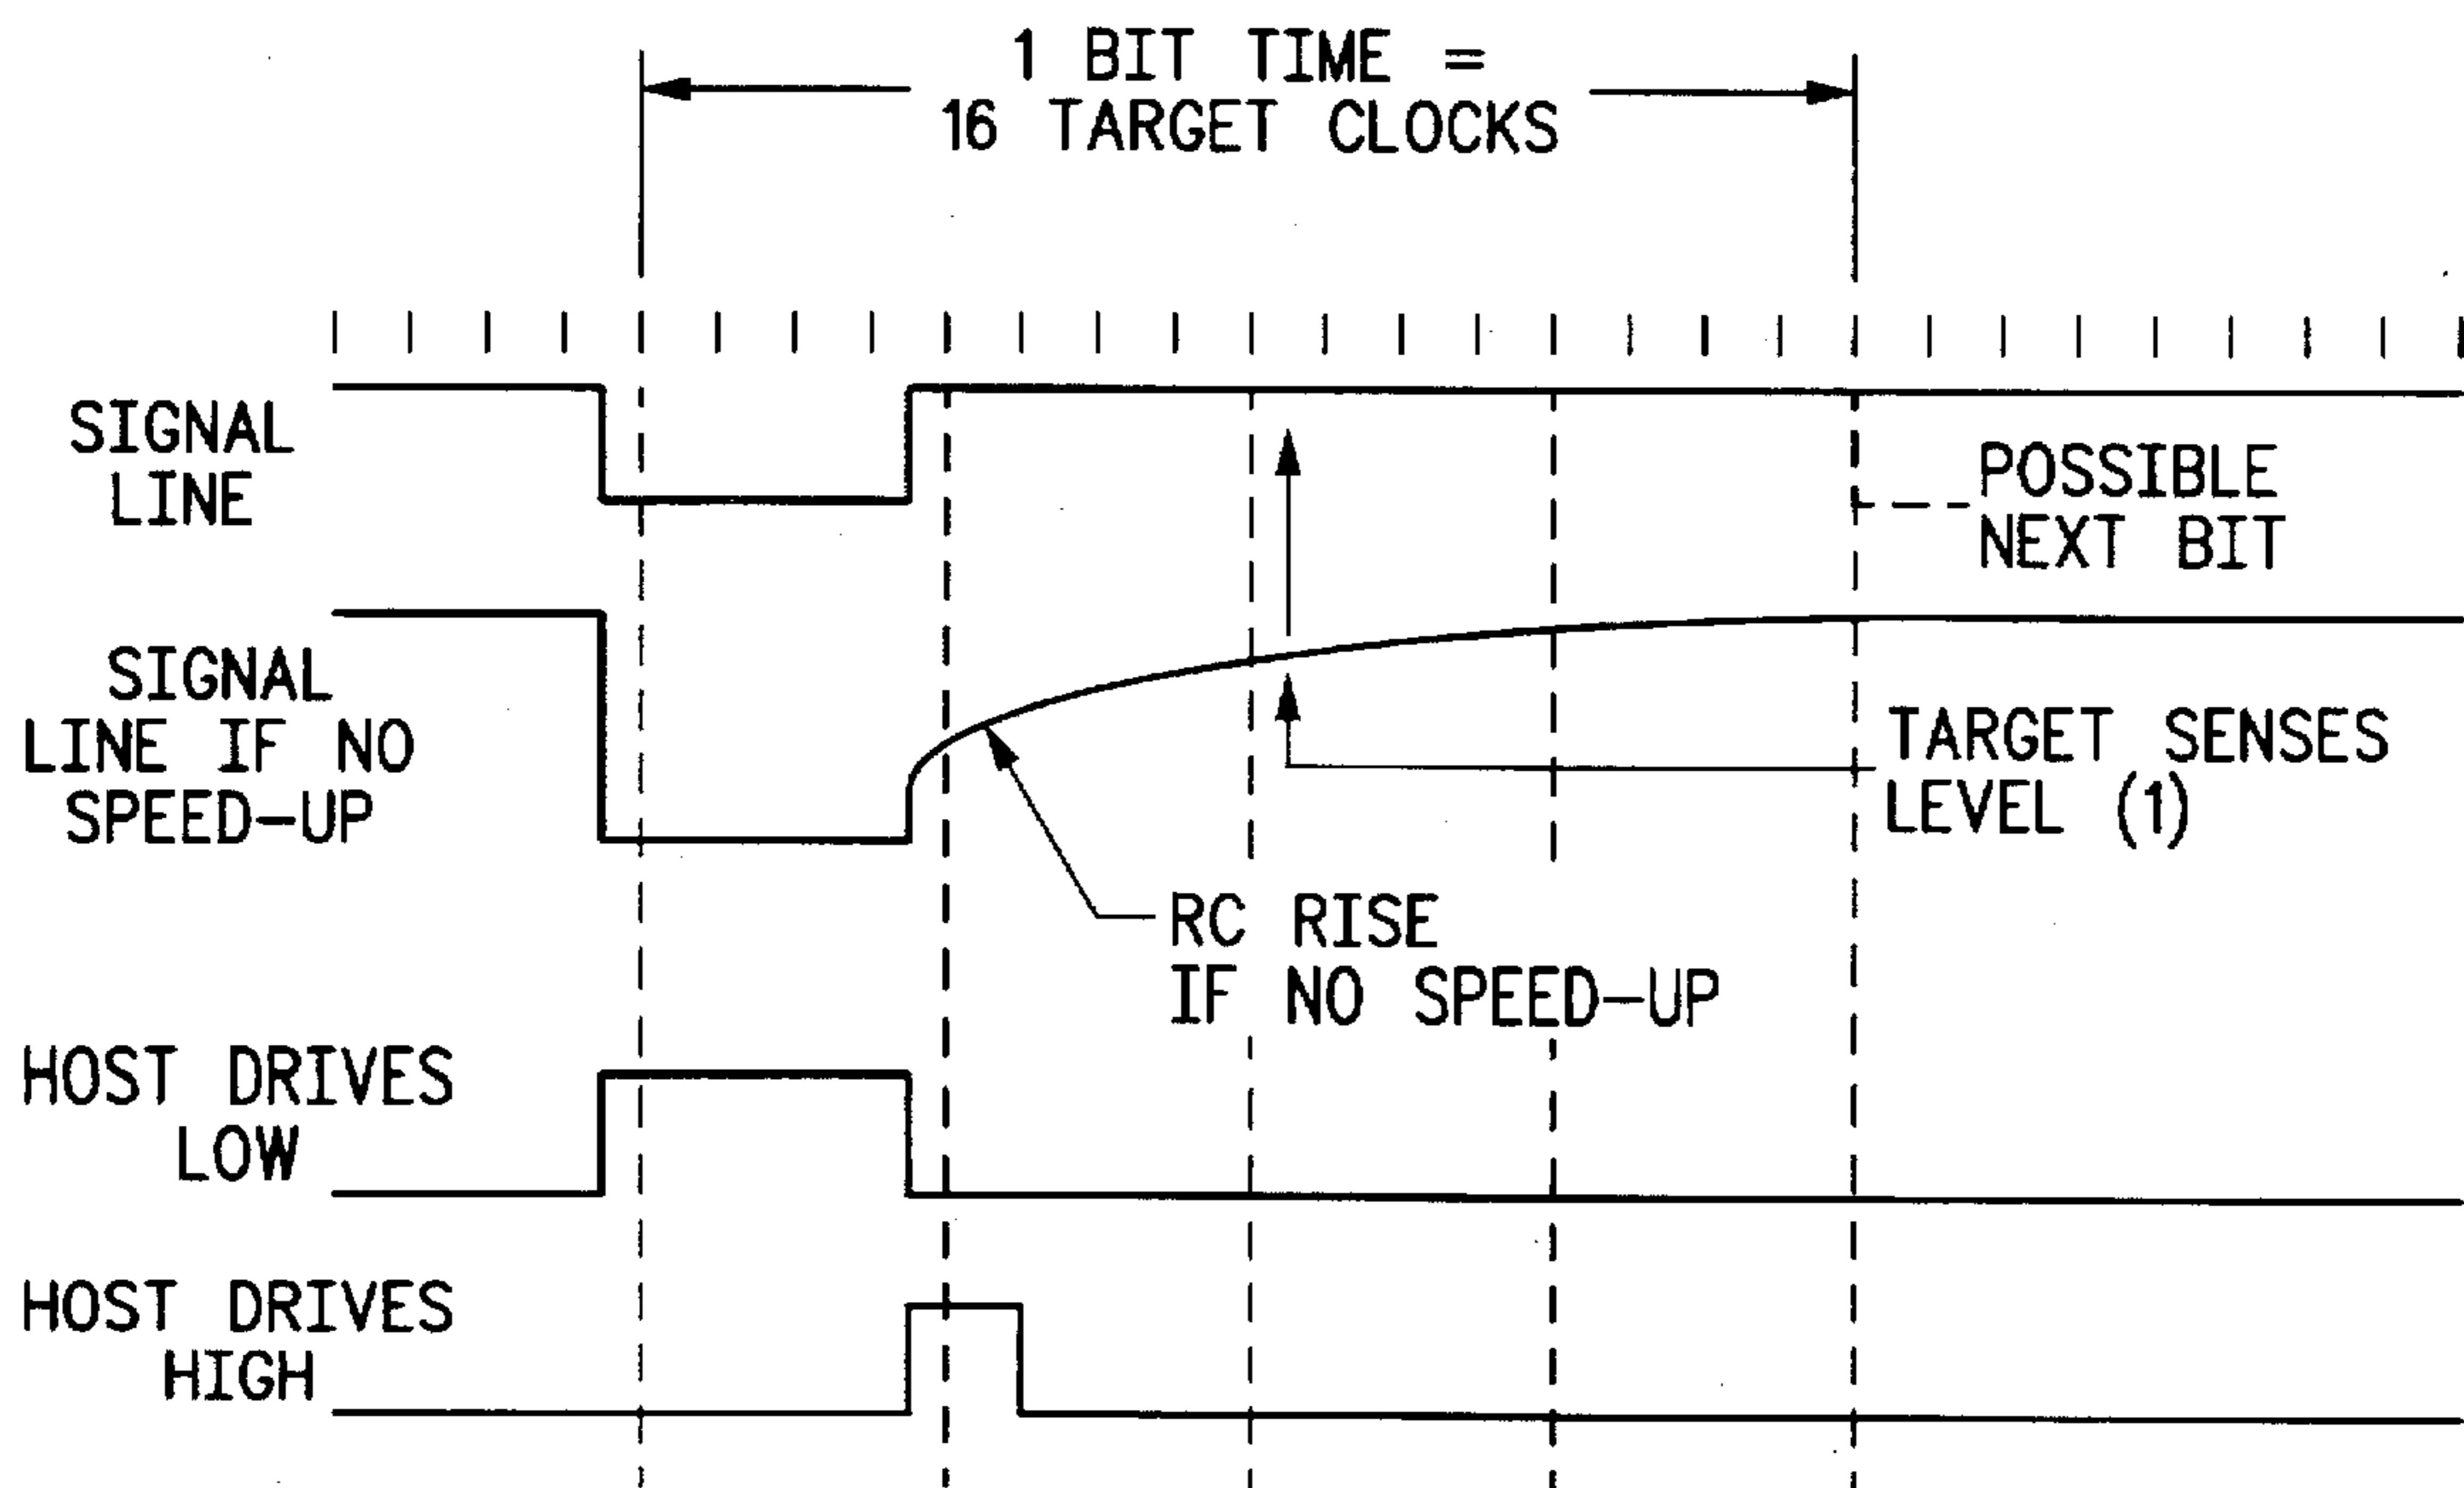 1 BIT TIME =
16 TARGET CLOCKS
SIGNAL
LINE
POSSIBLE
NEXT BIT
SIGNAL
LINE IF NO
SPEED-UP
TARGET SENSES
LEVEL (1)
RC RISE
IF NO SPEED-UP
HOST DRIVES
LOW
HOST DRIVES
HIGH